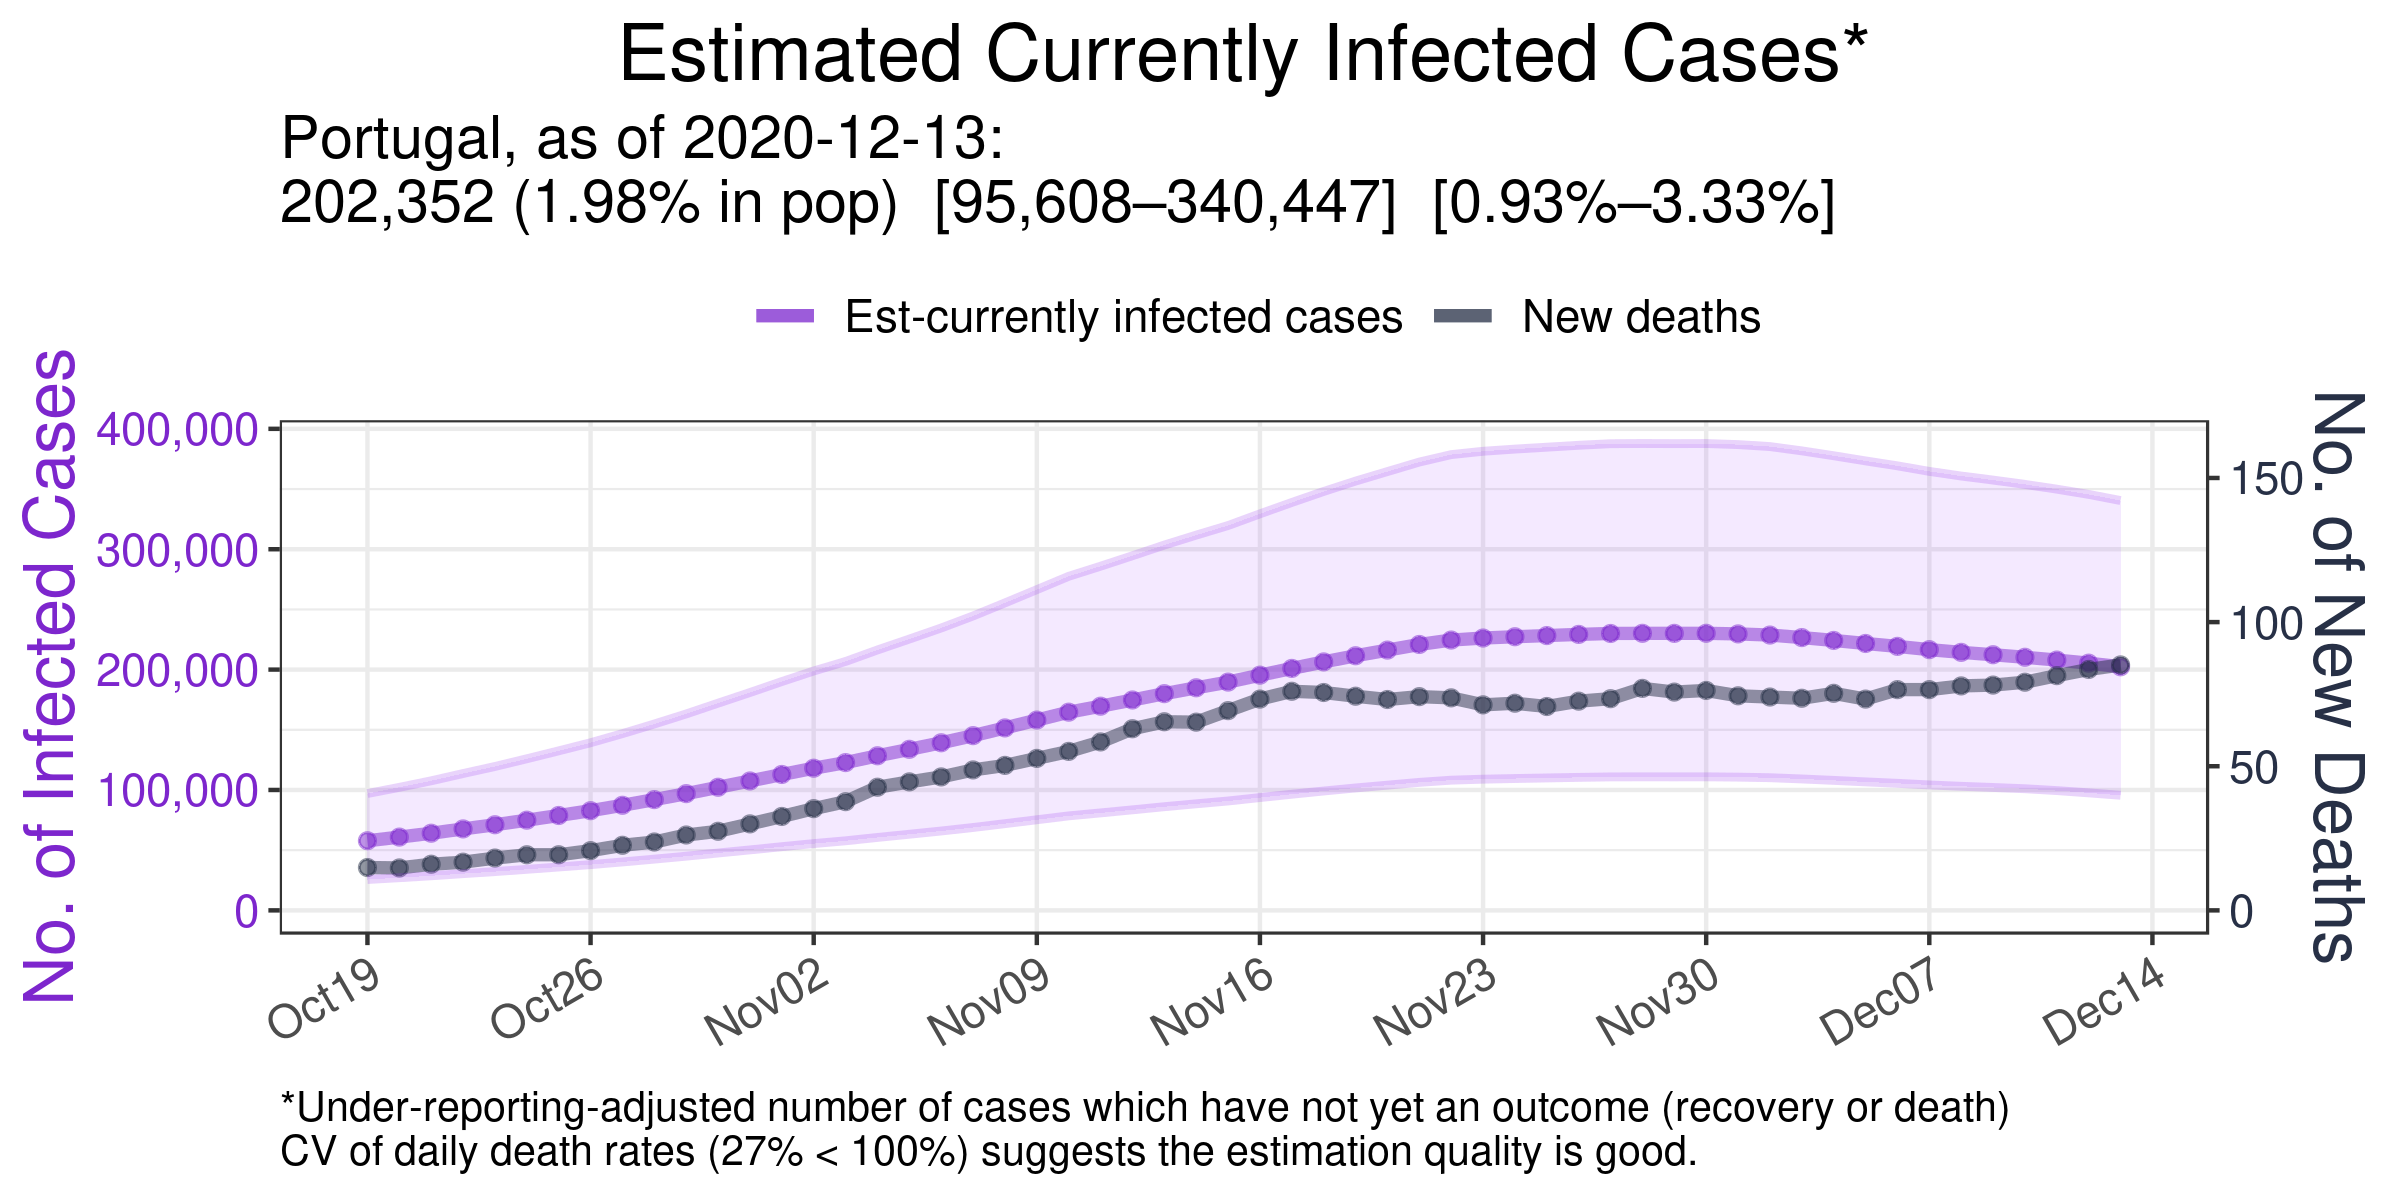 Estimated Currently Infected Cases*
Portugal, as of 2020-12-13:
202,352 (1.98% in pop) [95,608–340,447] [0.93%–3.33%]
Est-currently infected cases New deaths
No. of Infected Cases
400,000
300,000
200,000
100,000
0
No. of New Deaths
150
100
50
0
Oct19 Oct26 Nov02 Nov09 Nov16 Nov23 Nov30 Dec07 Dec14
*Under-reporting-adjusted number of cases which have not yet an outcome (recovery or death)
CV of daily death rates (27% < 100%) suggests the estimation quality is good.